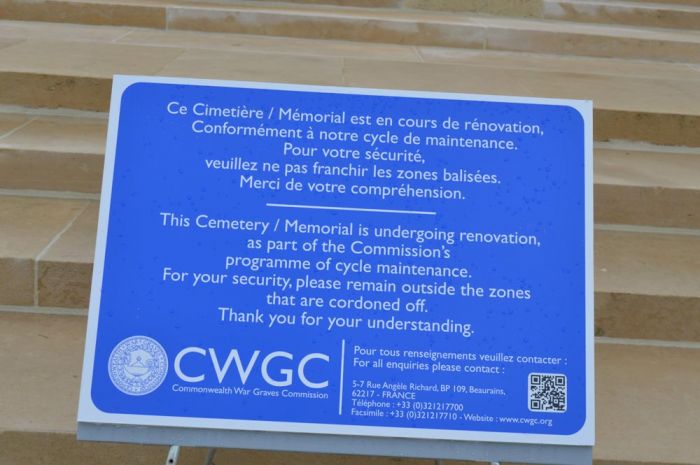 Ce Cimetière / Mémorial est en cours de rénovation,
Conformément à notre cycle de maintenance.
Pour votre sécurité,
veuillez ne pas franchir les zones balisées.
Merci de votre compréhension.
This Cemetery / Memorial is undergoing renovation,
as part of the Commission's
programme of cycle maintenance.
For your security, please remain outside the zones
that are cordoned off.
Thank you for your understanding.
CWGC
Commonwealth War Graves Commission
Pour tous renseignements veuillez contacter :
For all enquiries please contact :
5-7 Rue Angèle Richard, BP 109, Beaurains,
62217 - FRANCE
Téléphone : +33 (0)321217700
Facsimile : +33 (0)321217710 - Website : www.cwgc.org